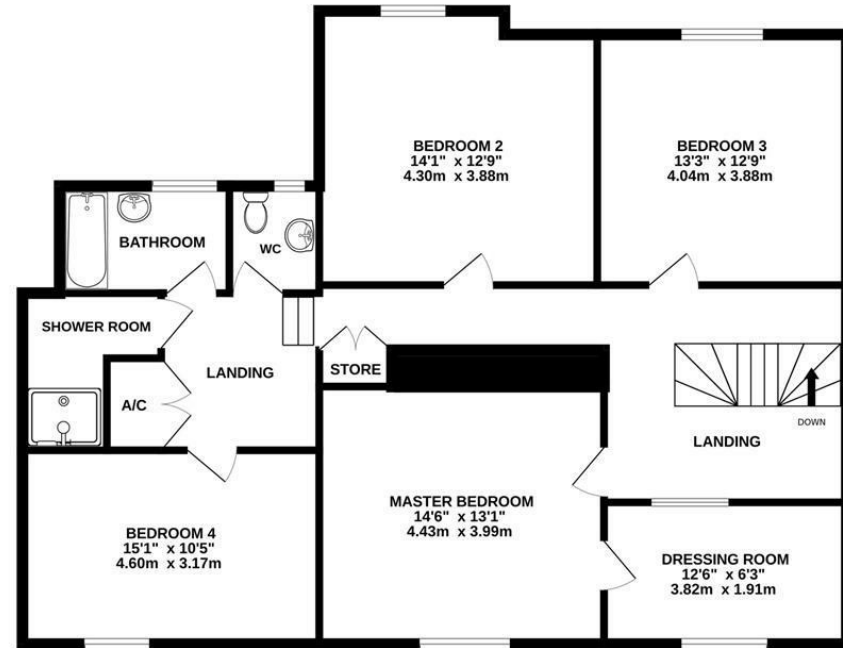 BEDROOM 2
14'1" x 12'9"
4.30m x 3.88m
BEDROOM 3
13'3" x 12'9"
4.04m x 3.88m
BATHROOM
WC
SHOWER ROOM
STORE
LANDING
A/C
DOWN
LANDING
MASTER BEDROOM
14'6" x 13'1"
4.43m x 3.99m
BEDROOM 4
15'1" x 10'5"
4.60m x 3.17m
DRESSING ROOM
12'6" x 6'3"
3.82m x 1.91m